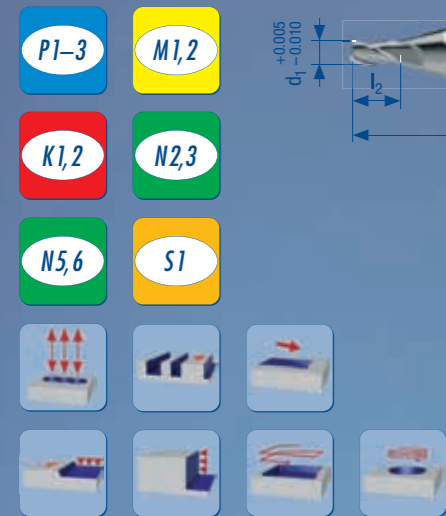 P1–3 M1,2
K1,2 N2,3
N5,6 S1
d1 +0.005 -0.010
l2